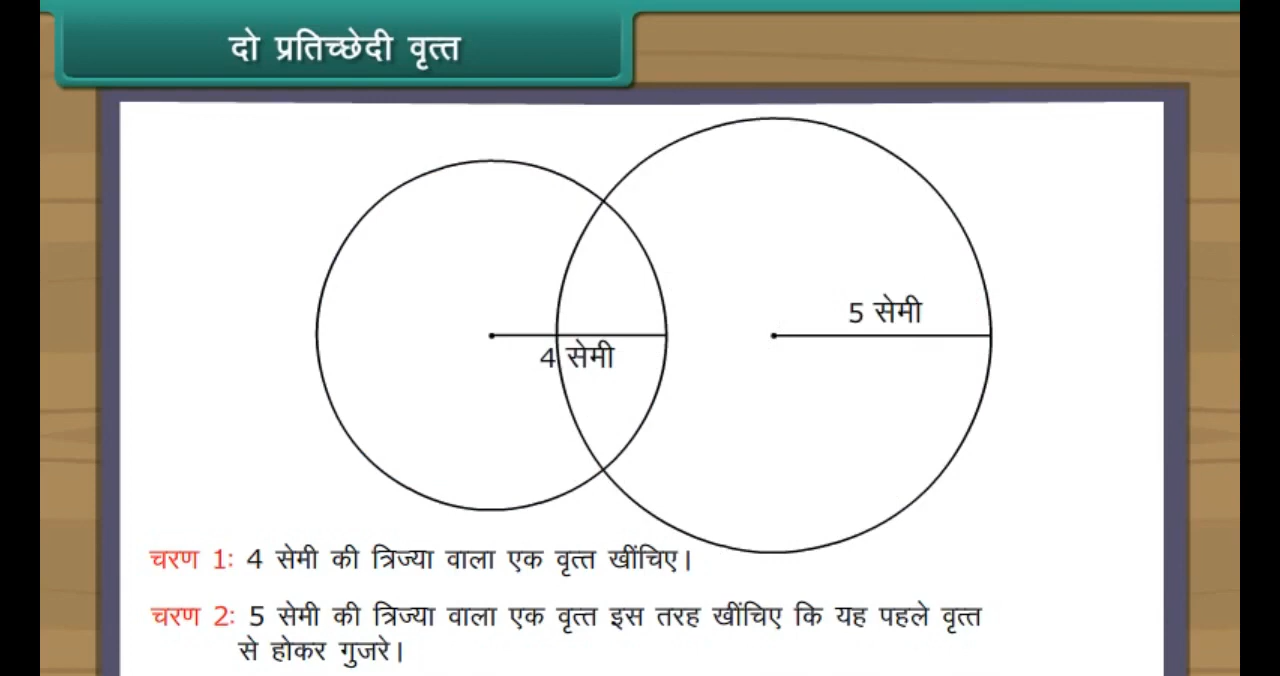 दो प्रतिच्छेदी वृत्त
5 सेमी
4 सेमी
चरण 1: 4 सेमी की त्रिज्या वाला एक वृत्त खींचिए।
चरण 2: 5 सेमी की त्रिज्या वाला एक वृत्त इस तरह खींचिए कि यह पहले वृत्त
से होकर गुजरे।